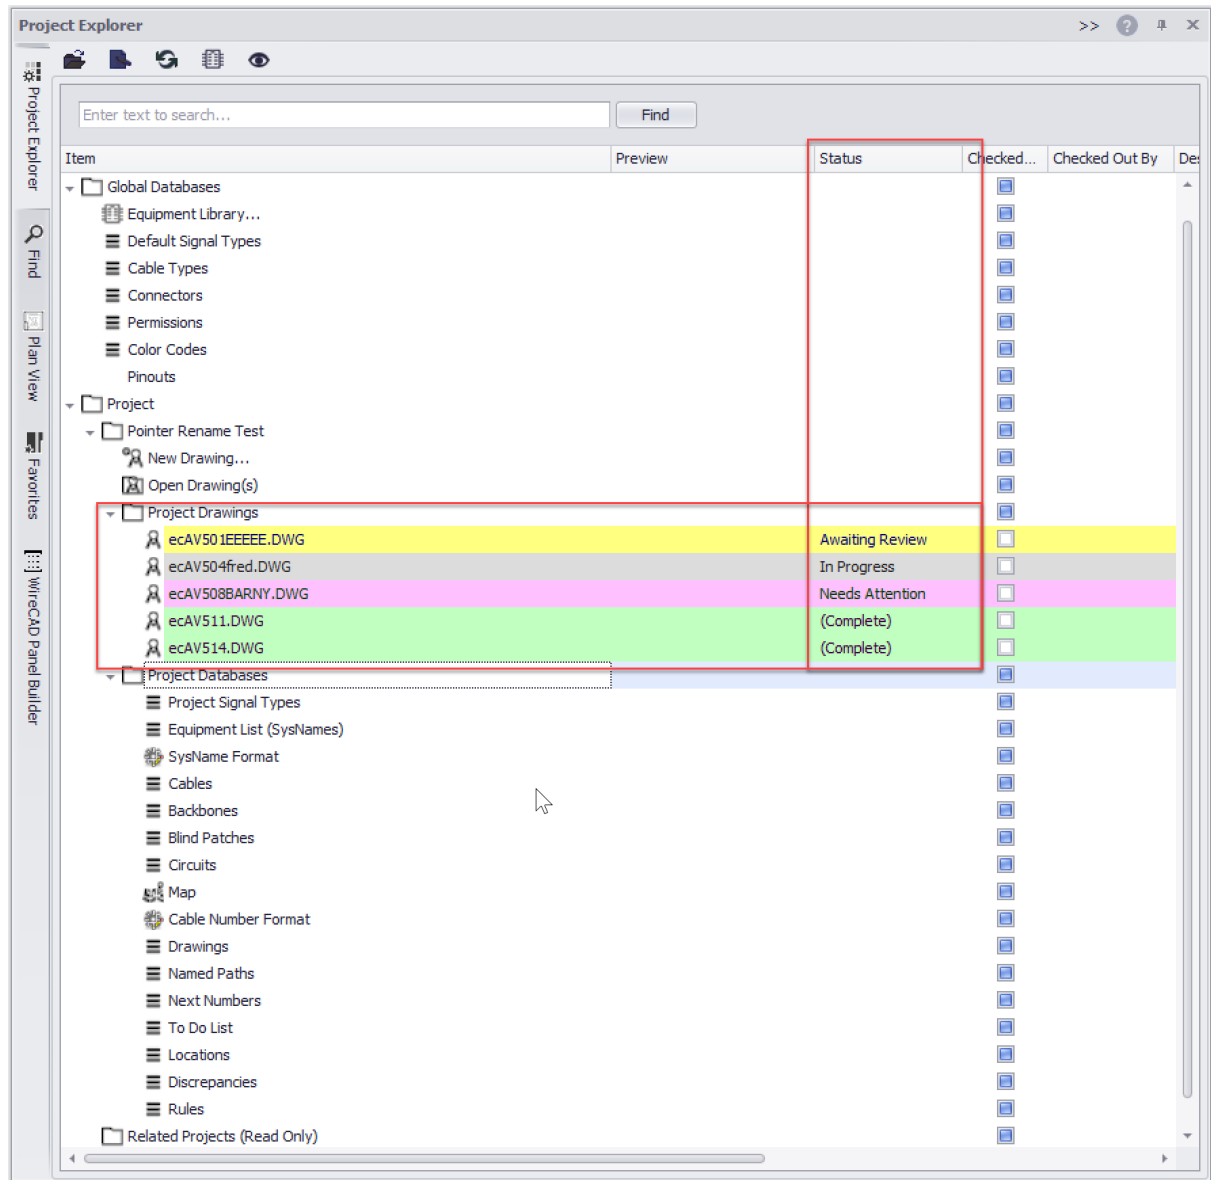 Project Explorer >>
Project Explorer
Find
Plan View
Favorites
WireCAD Panel Builder
Enter text to search... Find
Item Preview Status Checked... Checked Out By Des
Global Databases
Equipment Library...
Default Signal Types
Cable Types
Connectors
Permissions
Color Codes
Pinouts
Project
Pointer Rename Test
New Drawing...
Open Drawing(s)
Project Drawings
ecAV501EEEEE.DWG Awaiting Review
ecAV504fred.DWG In Progress
ecAV508BARNY.DWG Needs Attention
ecAV511.DWG (Complete)
ecAV514.DWG (Complete)
Project Databases
Project Signal Types
Equipment List (SysNames)
SysName Format
Cables
Backbones
Blind Patches
Circuits
Map
Cable Number Format
Drawings
Named Paths
Next Numbers
To Do List
Locations
Discrepancies
Rules
Related Projects (Read Only)